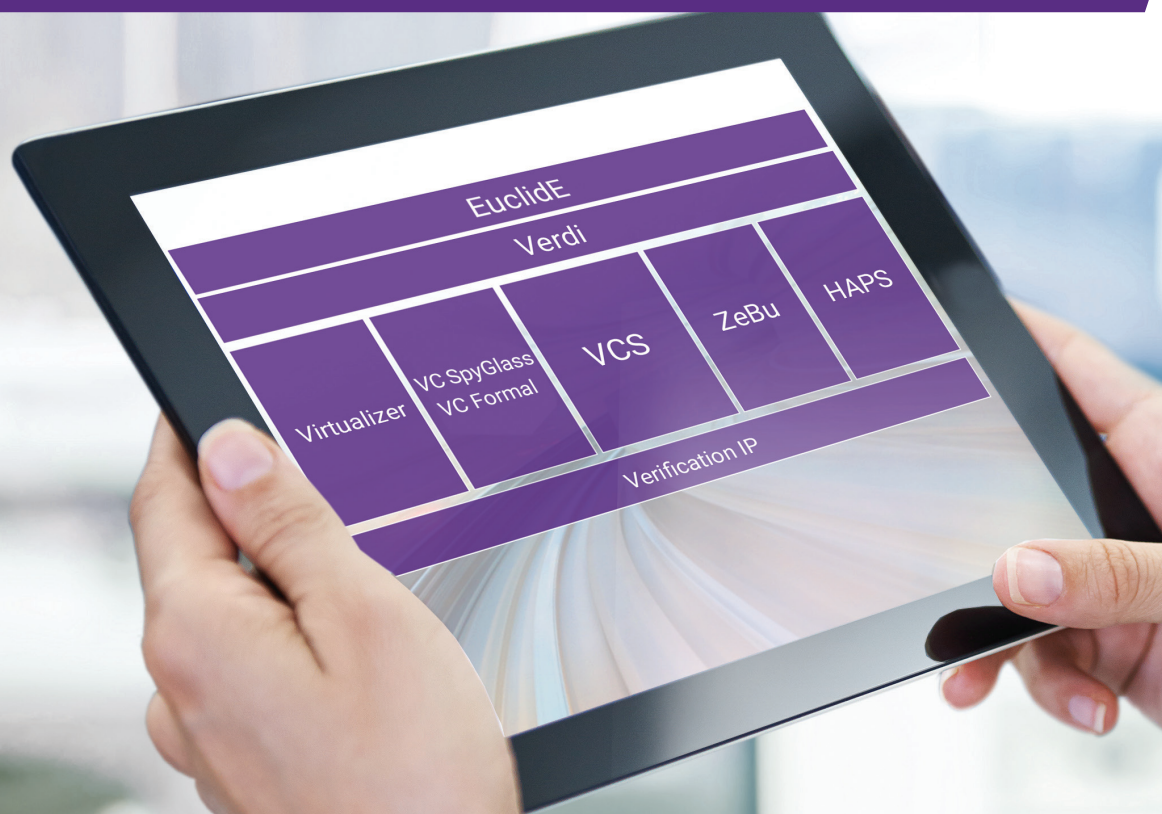 EuclidE
Verdi
Virtualizer
VC SpyGlass
VC Formal
VCS
ZeBu
HAPS
Verification IP